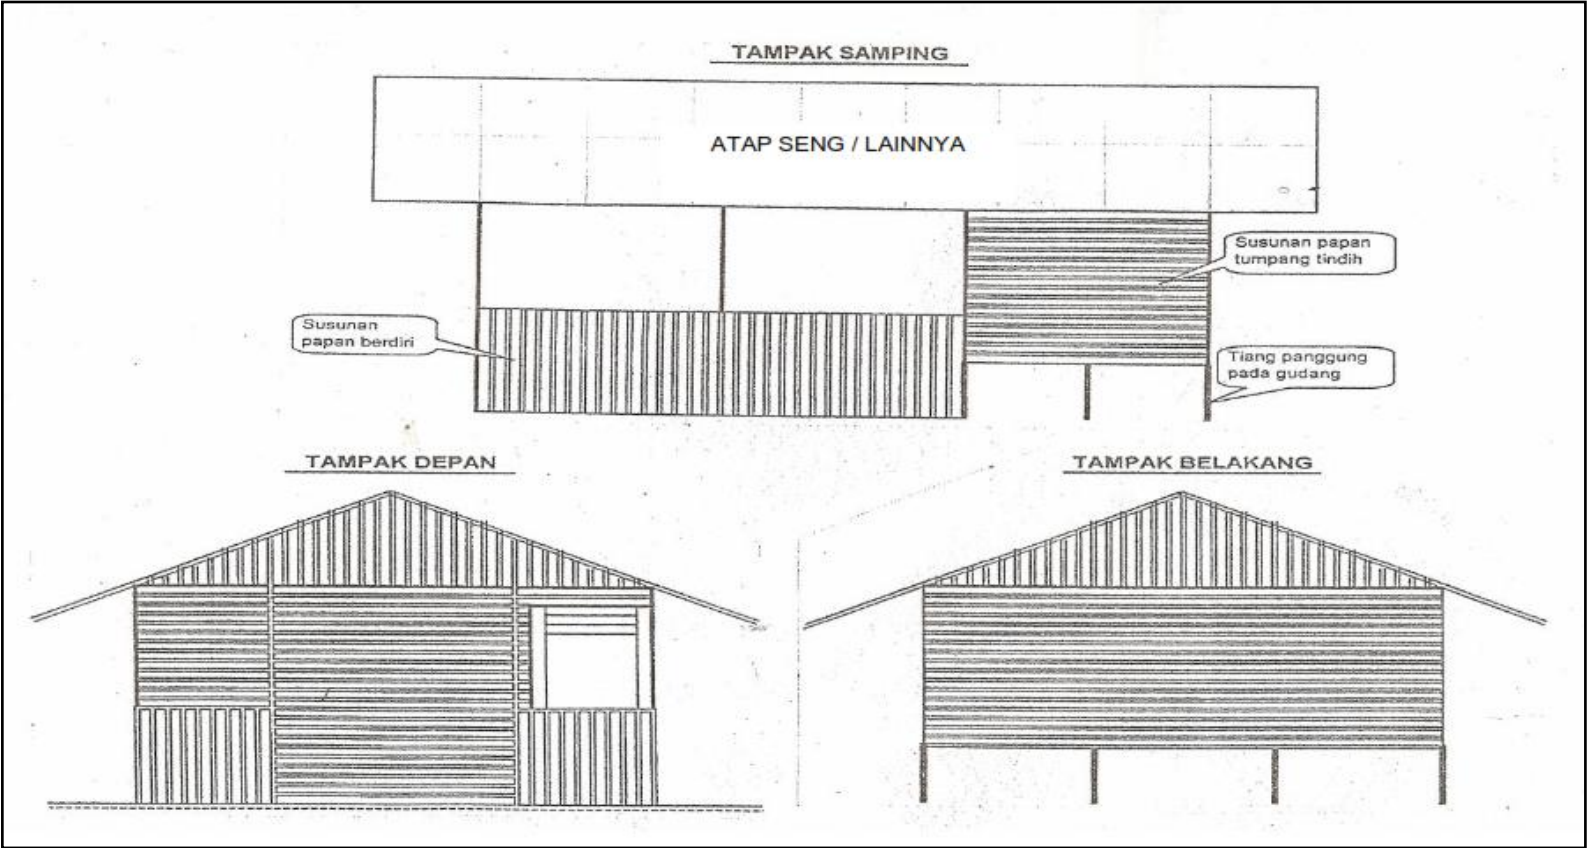 TAMPAK SAMPING
ATAP SENG / LAINNYA
Susunan papan
tumpang tindih
Susunan
papan berdiri
Tiang panggung
pada gudang
TAMPAK DEPAN
TAMPAK BELAKANG